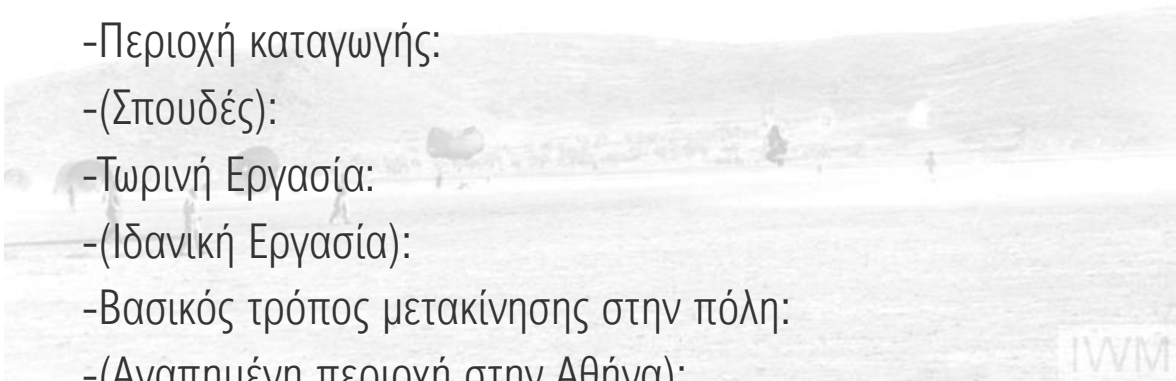 -Περιοχή καταγωγής:
-(Σπουδές):
-Τωρινή Εργασία:
-(Ιδανική Εργασία):
-Βασικός τρόπος μετακίνησης στην πόλη:
-(Αγαπημένη περιοχή στην Αθήνα):
IWM